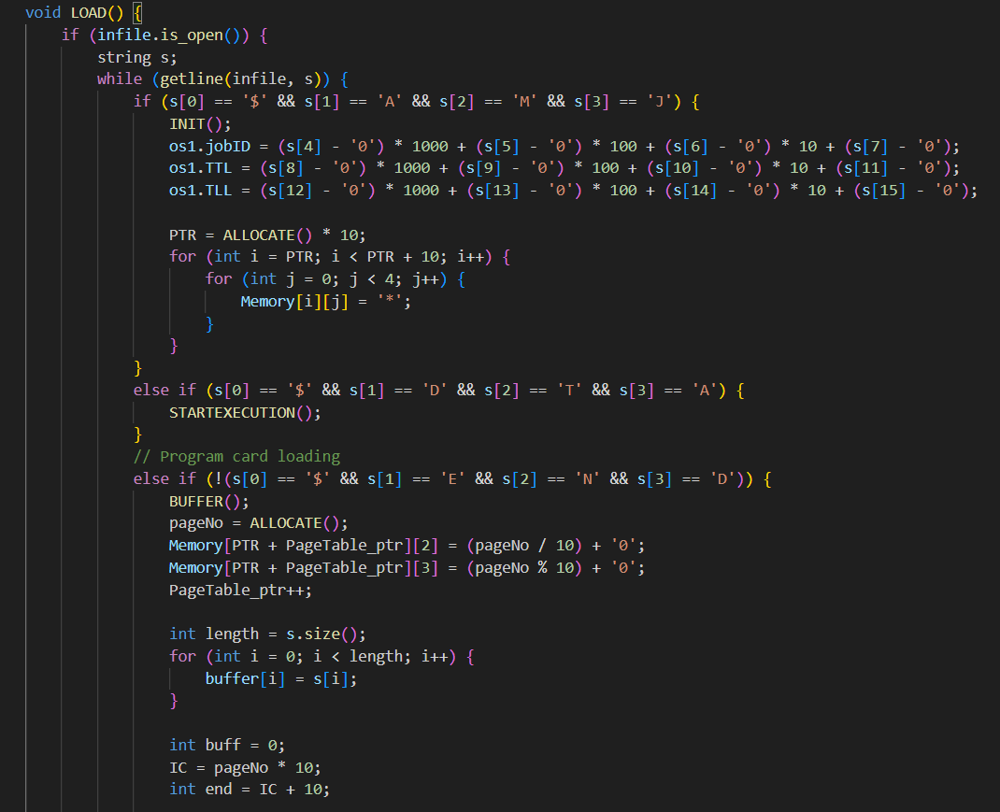 void LOAD() {
    if (infile.is_open()) {
        string s;
        while (getline(infile, s)) {
            if (s[0] == '$' && s[1] == 'A' && s[2] == 'M' && s[3] == 'J') {
                INIT();
                os1.jobID = (s[4] - '0') * 1000 + (s[5] - '0') * 100 + (s[6] - '0') * 10 + (s[7] - '0');
                os1.TTL = (s[8] - '0') * 1000 + (s[9] - '0') * 100 + (s[10] - '0') * 10 + (s[11] - '0');
                os1.TLL = (s[12] - '0') * 1000 + (s[13] - '0') * 100 + (s[14] - '0') * 10 + (s[15] - '0');

                PTR = ALLOCATE() * 10;
                for (int i = PTR; i < PTR + 10; i++) {
                    for (int j = 0; j < 4; j++) {
                        Memory[i][j] = '*';
                    }
                }
            }
            else if (s[0] == '$' && s[1] == 'D' && s[2] == 'T' && s[3] == 'A') {
                STARTEXECUTION();
            }
            // Program card loading
            else if (!(s[0] == '$' && s[1] == 'E' && s[2] == 'N' && s[3] == 'D')) {
                BUFFER();
                pageNo = ALLOCATE();
                Memory[PTR + PageTable_ptr][2] = (pageNo / 10) + '0';
                Memory[PTR + PageTable_ptr][3] = (pageNo % 10) + '0';
                PageTable_ptr++;

                int length = s.size();
                for (int i = 0; i < length; i++) {
                    buffer[i] = s[i];
                }

                int buff = 0;
                IC = pageNo * 10;
                int end = IC + 10;